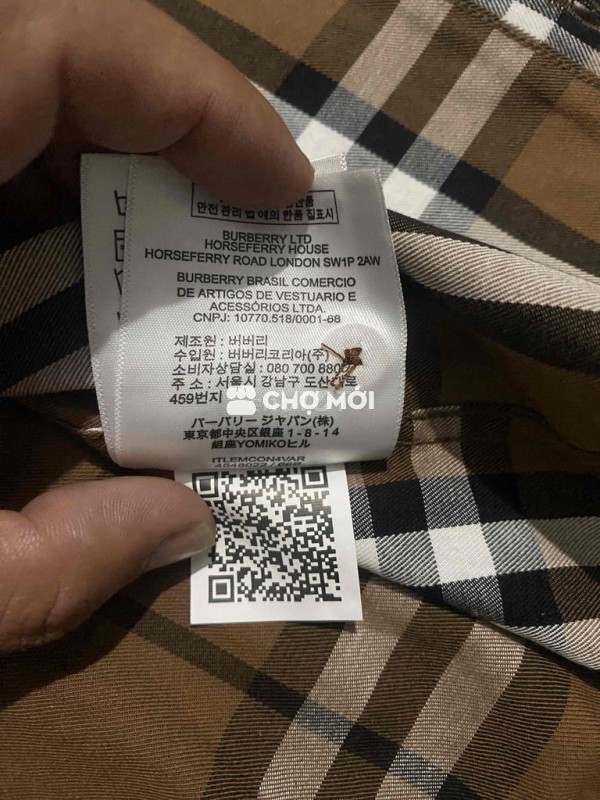 안전 관리 법 에의 한품 질표시
BURBERRY LTD
HORSEFERRY HOUSE
HORSEFERRY ROAD LONDON SW1P 2AW
BURBERRY BRASIL COMERCIO
DE ARTIGOS DE VESTUARIO E
ACESSÓRIOS LTDA.
CNPJ: 10770.518/0001-68
제조원 : 버버리
수입원 : 버버리코리아(주)
소비자상담실 : 080 700 880
주 소 : 서울시 강남구
459번지
CHỢ MỚI
バーバリー ジャパン(株)
東京都中央区銀座 1 - 8 - 14
銀座YOMIKOビル
ITLEMCON4VAR